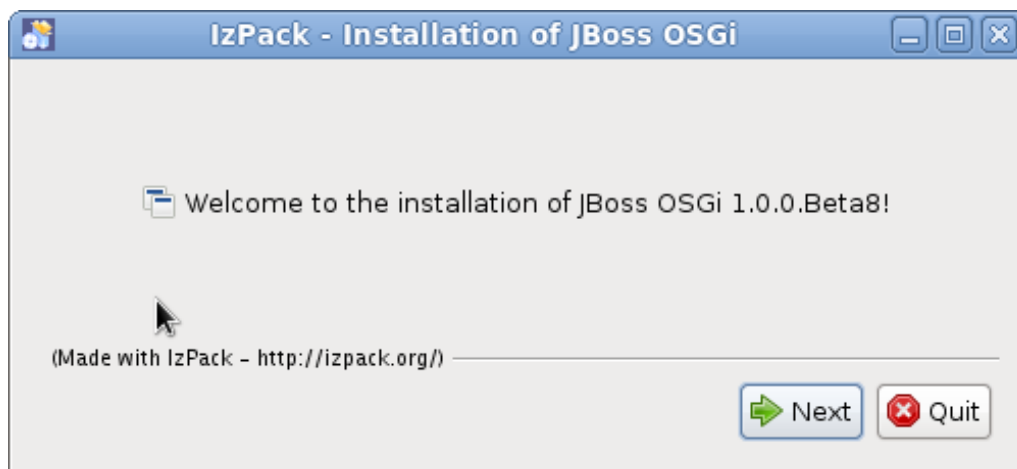 IzPack - Installation of JBoss OSGi
Welcome to the installation of JBoss OSGi 1.0.0.Beta8!
(Made with IzPack - http://izpack.org/)
Next Quit